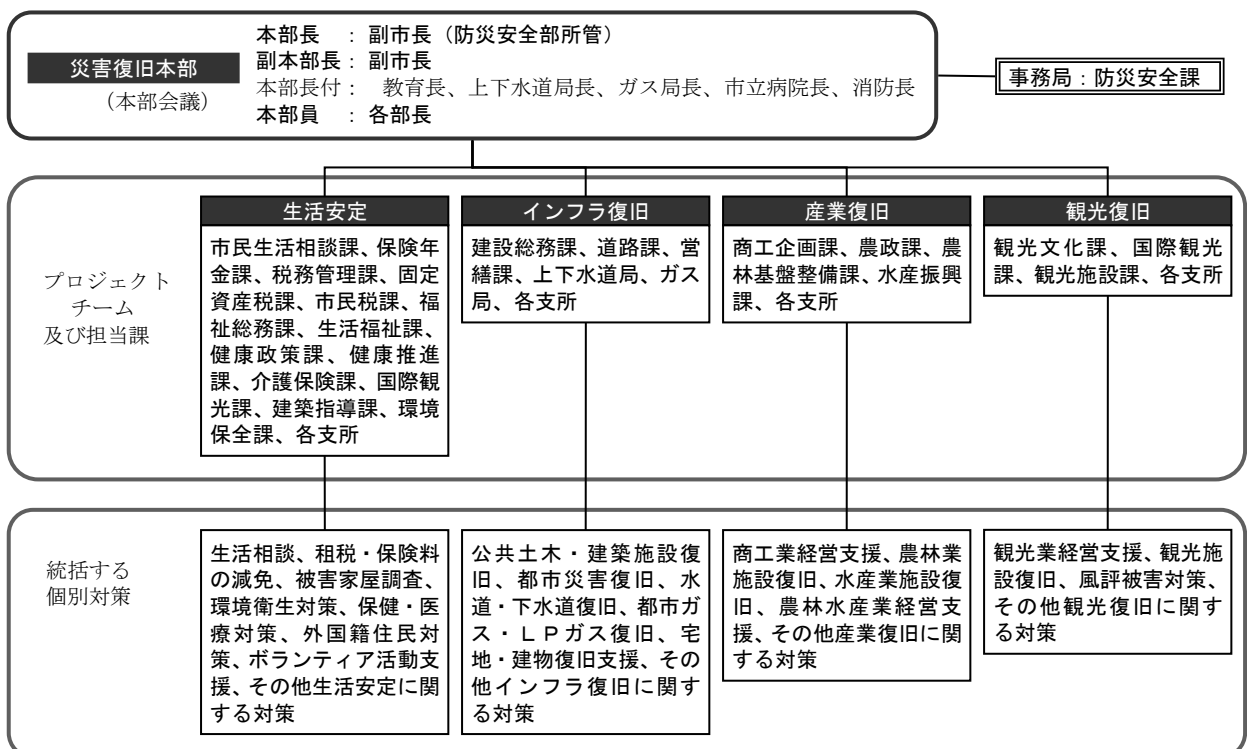 災害復旧本部
（本部会議）
本部長　：副市長（防災安全部所管）
副本部長：副市長
本部長付：　教育長、上下水道局長、ガス局長、市立病院長、消防長
本部員　：各部長
事務局：防災安全課
プロジェクト
チーム
及び担当課
生活安定
市民生活相談課、保険年
金課、税務管理課、固定
資産税課、市民税課、福
祉総務課、生活福祉課、
健康政策課、健康推進
課、介護保険課、国際観
光課、建築指導課、環境
保全課、各支所
インフラ復旧
建設総務課、道路課、営
繕課、上下水道局、ガス
局、各支所
産業復旧
商工企画課、農政課、農
林基盤整備課、水産振興
課、各支所
観光復旧
観光文化課、国際観光
課、観光施設課、各支所
統括する
個別対策
生活相談、租税・保険料
の減免、被害家屋調査、
環境衛生対策、保健・医
療対策、外国籍住民対
策、ボランティア活動支
援、その他生活安定に関
する対策
公共土木・建築施設復
旧、都市災害復旧、水
道・下水道復旧、都市ガ
ス・ＬＰガス復旧、宅
地・建物復旧支援、その
他インフラ復旧に関す
る対策
商工業経営支援、農林業
施設復旧、水産業施設復
旧、農林水産業経営支
援、その他産業復旧に関
する対策
観光業経営支援、観光施
設復旧、風評被害対策、
その他観光復旧に関す
る対策